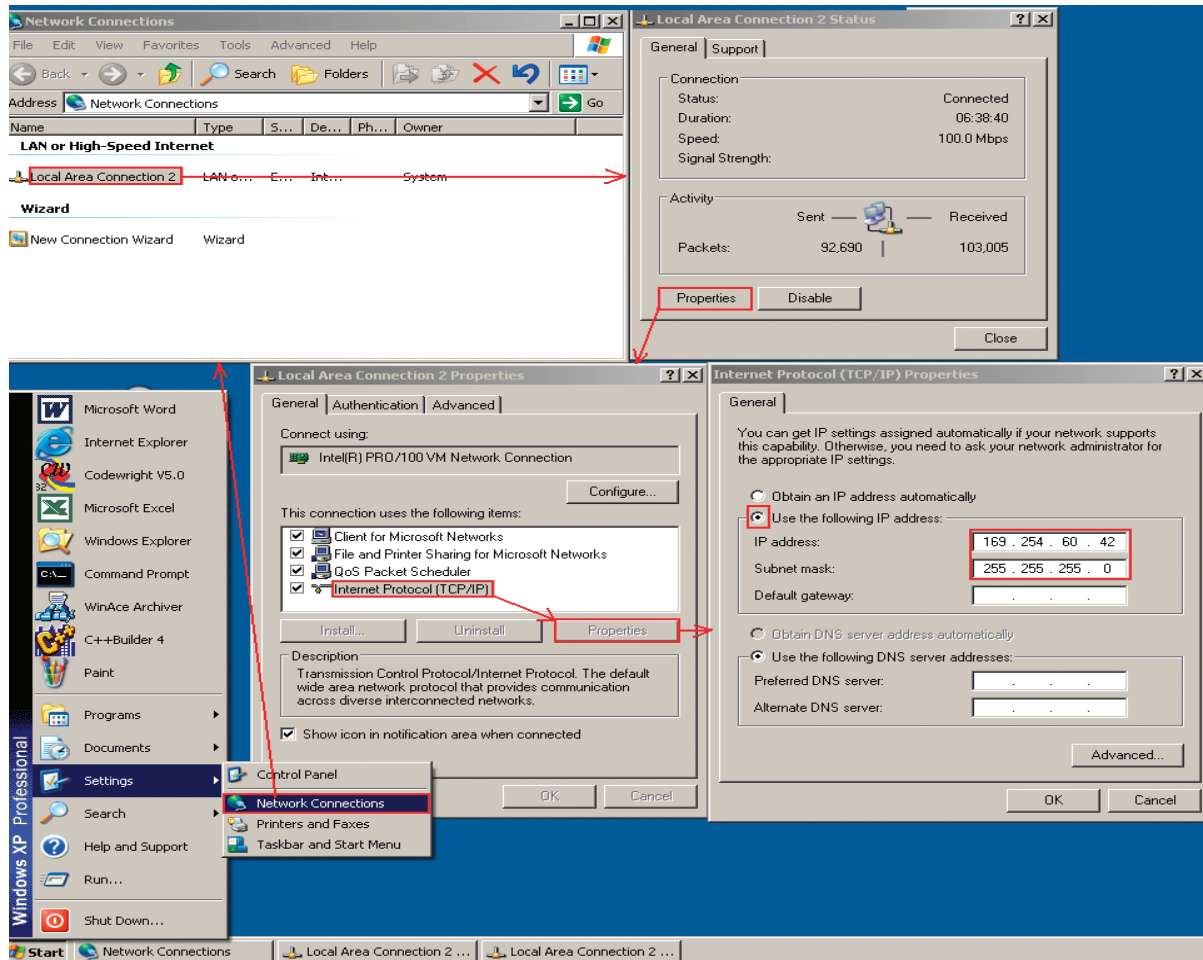 Network Connections
File Edit View Favorites Tools Advanced Help
Back Search Folders
Address Network Connections Go
Name Type S... De... Ph... Owner
LAN or High-Speed Internet
Local Area Connection 2 LAN o... E... Int... System
Wizard
New Connection Wizard Wizard
Local Area Connection 2 Status
General Support
Connection
Status: Connected
Duration: 06:38:40
Speed: 100.0 Mbps
Signal Strength:
Activity
Sent Received
Packets: 92,690 103,005
Properties Disable
Close
Microsoft Word
Internet Explorer
Codewright V5.0
32
Microsoft Excel
Windows Explorer
C:\_ Command Prompt
WinAce Archiver
C++Builder 4
Paint
Programs
Documents
Settings
Search
Help and Support
Run...
Shut Down...
Windows XP Professional
Control Panel
Network Connections
Printers and Faxes
Taskbar and Start Menu
Local Area Connection 2 Properties
General Authentication Advanced
Connect using:
Intel(R) PRO/100 VM Network Connection
Configure...
This connection uses the following items:
Client for Microsoft Networks
File and Printer Sharing for Microsoft Networks
QoS Packet Scheduler
Internet Protocol (TCP/IP)
Install... Uninstall Properties
Description
Transmission Control Protocol/Internet Protocol. The default
wide area network protocol that provides communication
across diverse interconnected networks.
Show icon in notification area when connected
OK Cancel
Internet Protocol (TCP/IP) Properties
General
You can get IP settings assigned automatically if your network supports
this capability. Otherwise, you need to ask your network administrator for
the appropriate IP settings.
Obtain an IP address automatically
Use the following IP address:
IP address: 169 . 254 . 60 . 42
Subnet mask: 255 . 255 . 255 . 0
Default gateway: . . .
Obtain DNS server address automatically
Use the following DNS server addresses:
Preferred DNS server: . . .
Alternate DNS server: . . .
Advanced...
OK Cancel
Start Network Connections Local Area Connection 2 ... Local Area Connection 2 ...